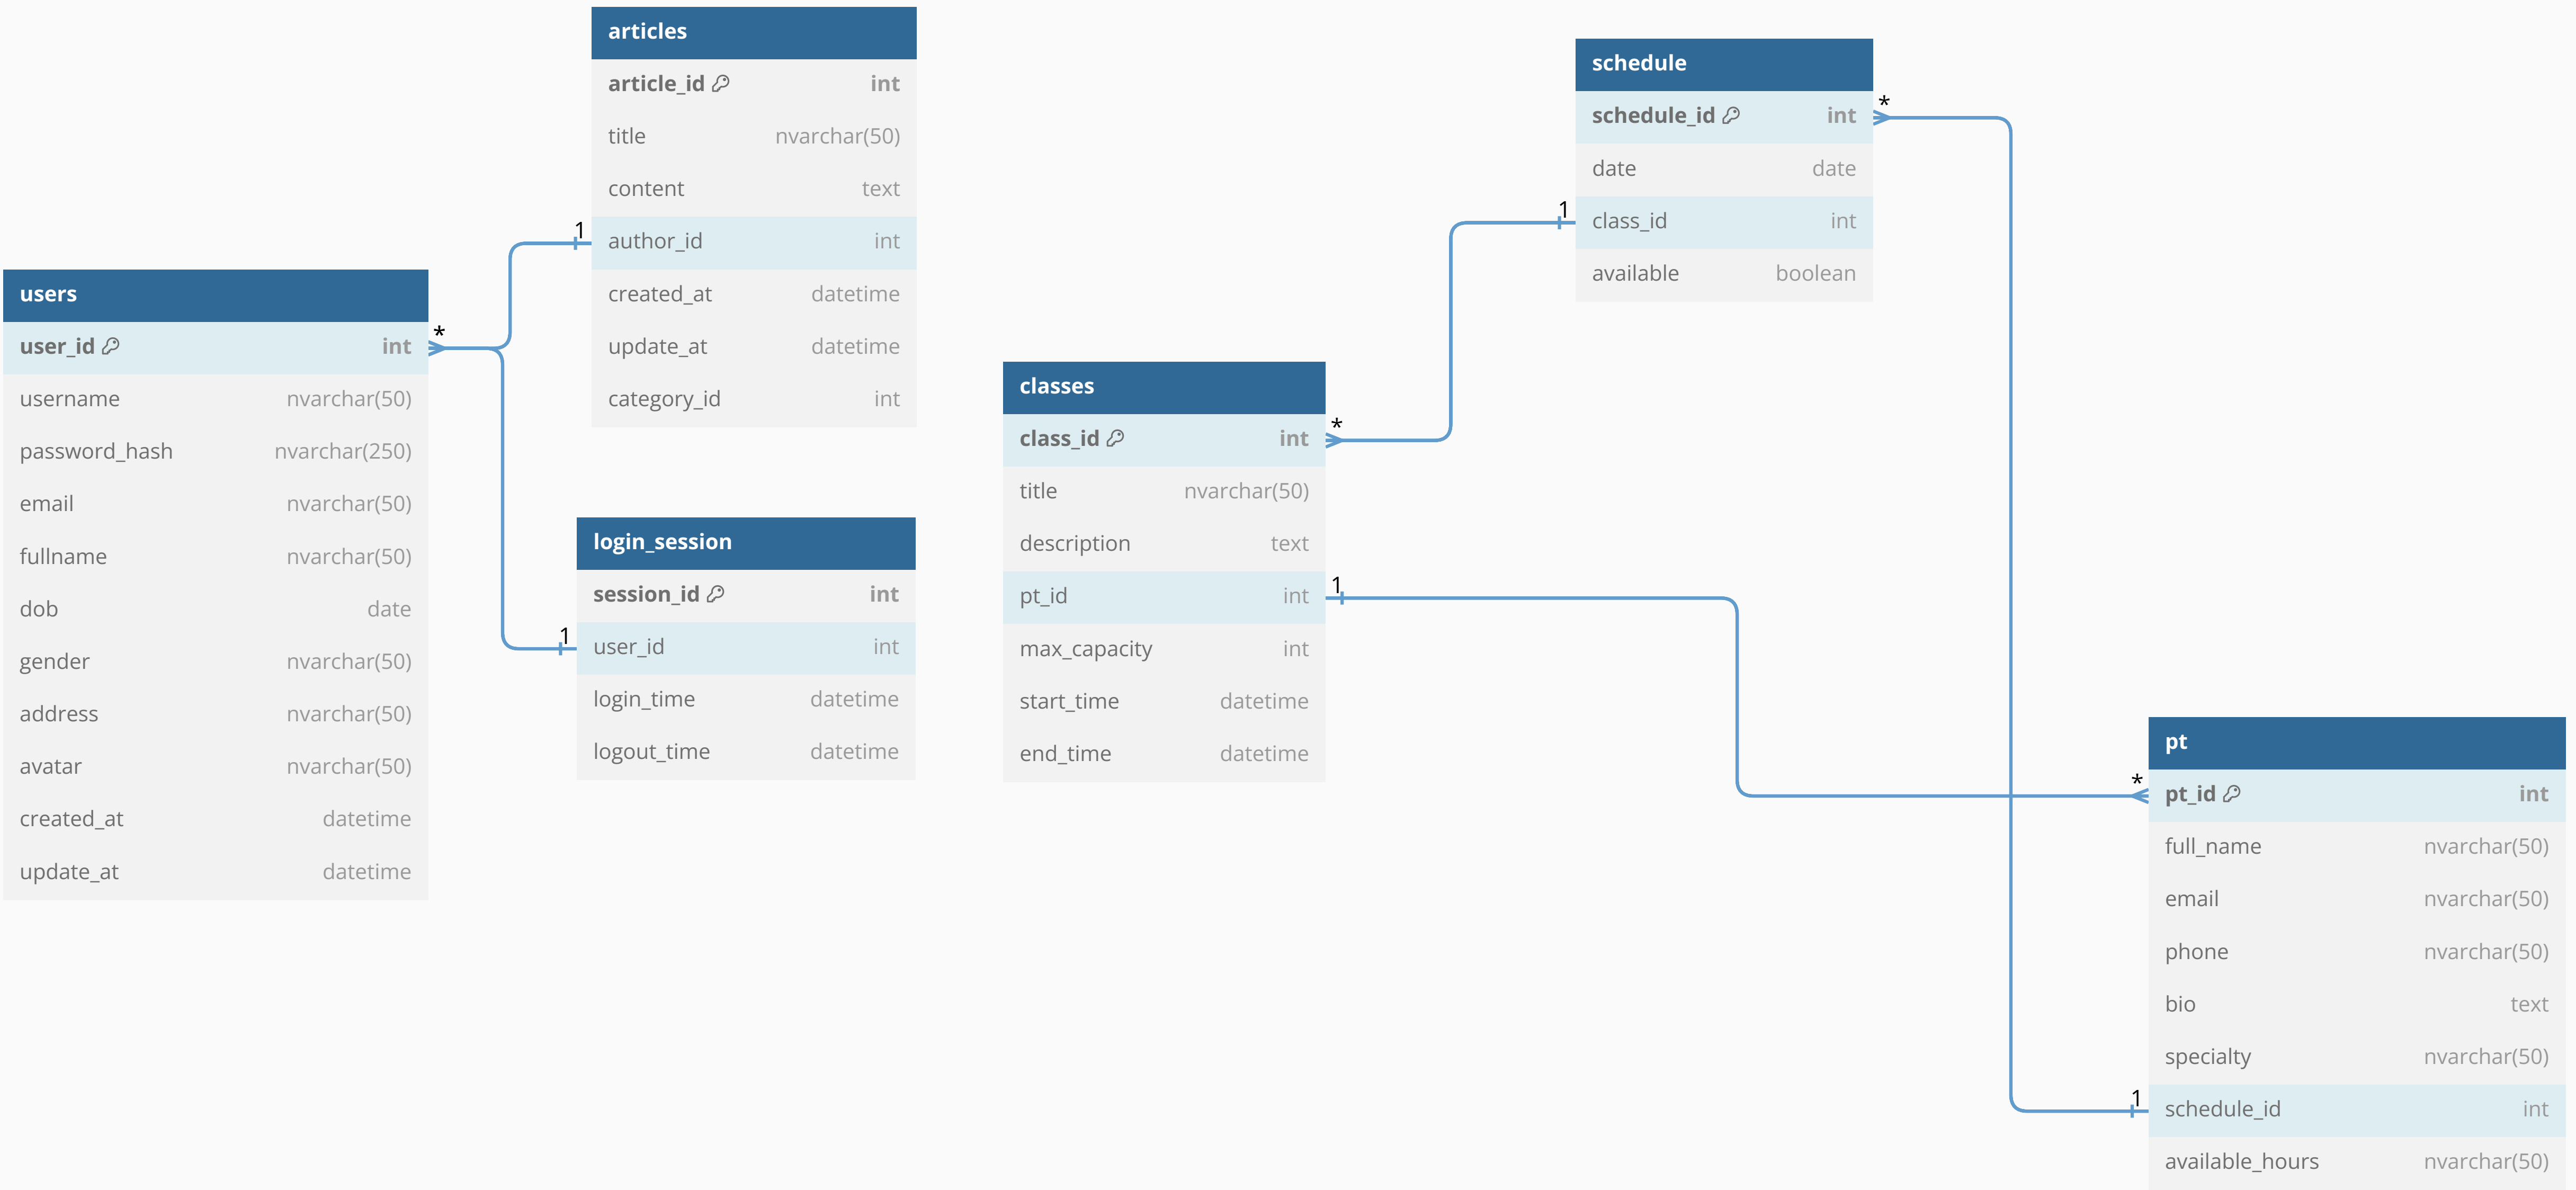 articles
article_id int
title nvarchar(50)
content text
1
author_id int
created_at datetime
update_at datetime
category_id int
users
*
user_id int
username nvarchar(50)
password_hash nvarchar(250)
email nvarchar(50)
fullname nvarchar(50)
dob date
gender nvarchar(50)
address nvarchar(50)
avatar nvarchar(50)
created_at datetime
update_at datetime
login_session
session_id int
1
user_id int
login_time datetime
logout_time datetime
classes
*
class_id int
title nvarchar(50)
description text
1
pt_id int
max_capacity int
start_time datetime
end_time datetime
schedule
*
schedule_id int
date date
1
class_id int
available boolean
pt
*
pt_id int
full_name nvarchar(50)
email nvarchar(50)
phone nvarchar(50)
bio text
specialty nvarchar(50)
1
schedule_id int
available_hours nvarchar(50)